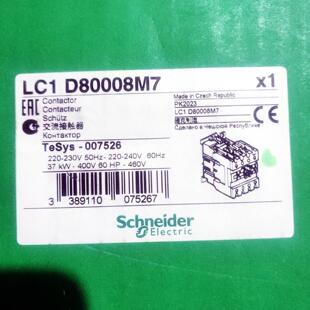 LC1 D80008M7
x1
EAC
Contactor
Contacteur
Schütz
交流接触器
Контактор
Made in Czech Republic
PK2023
LC1 D80008M7
Сделано в Чешской Республике
TeSys - 007526
220-230V 50Hz- 220-240V 60Hz
37 kW - 400V 60 HP - 460V
3 389110 075267
Schneider
Electric